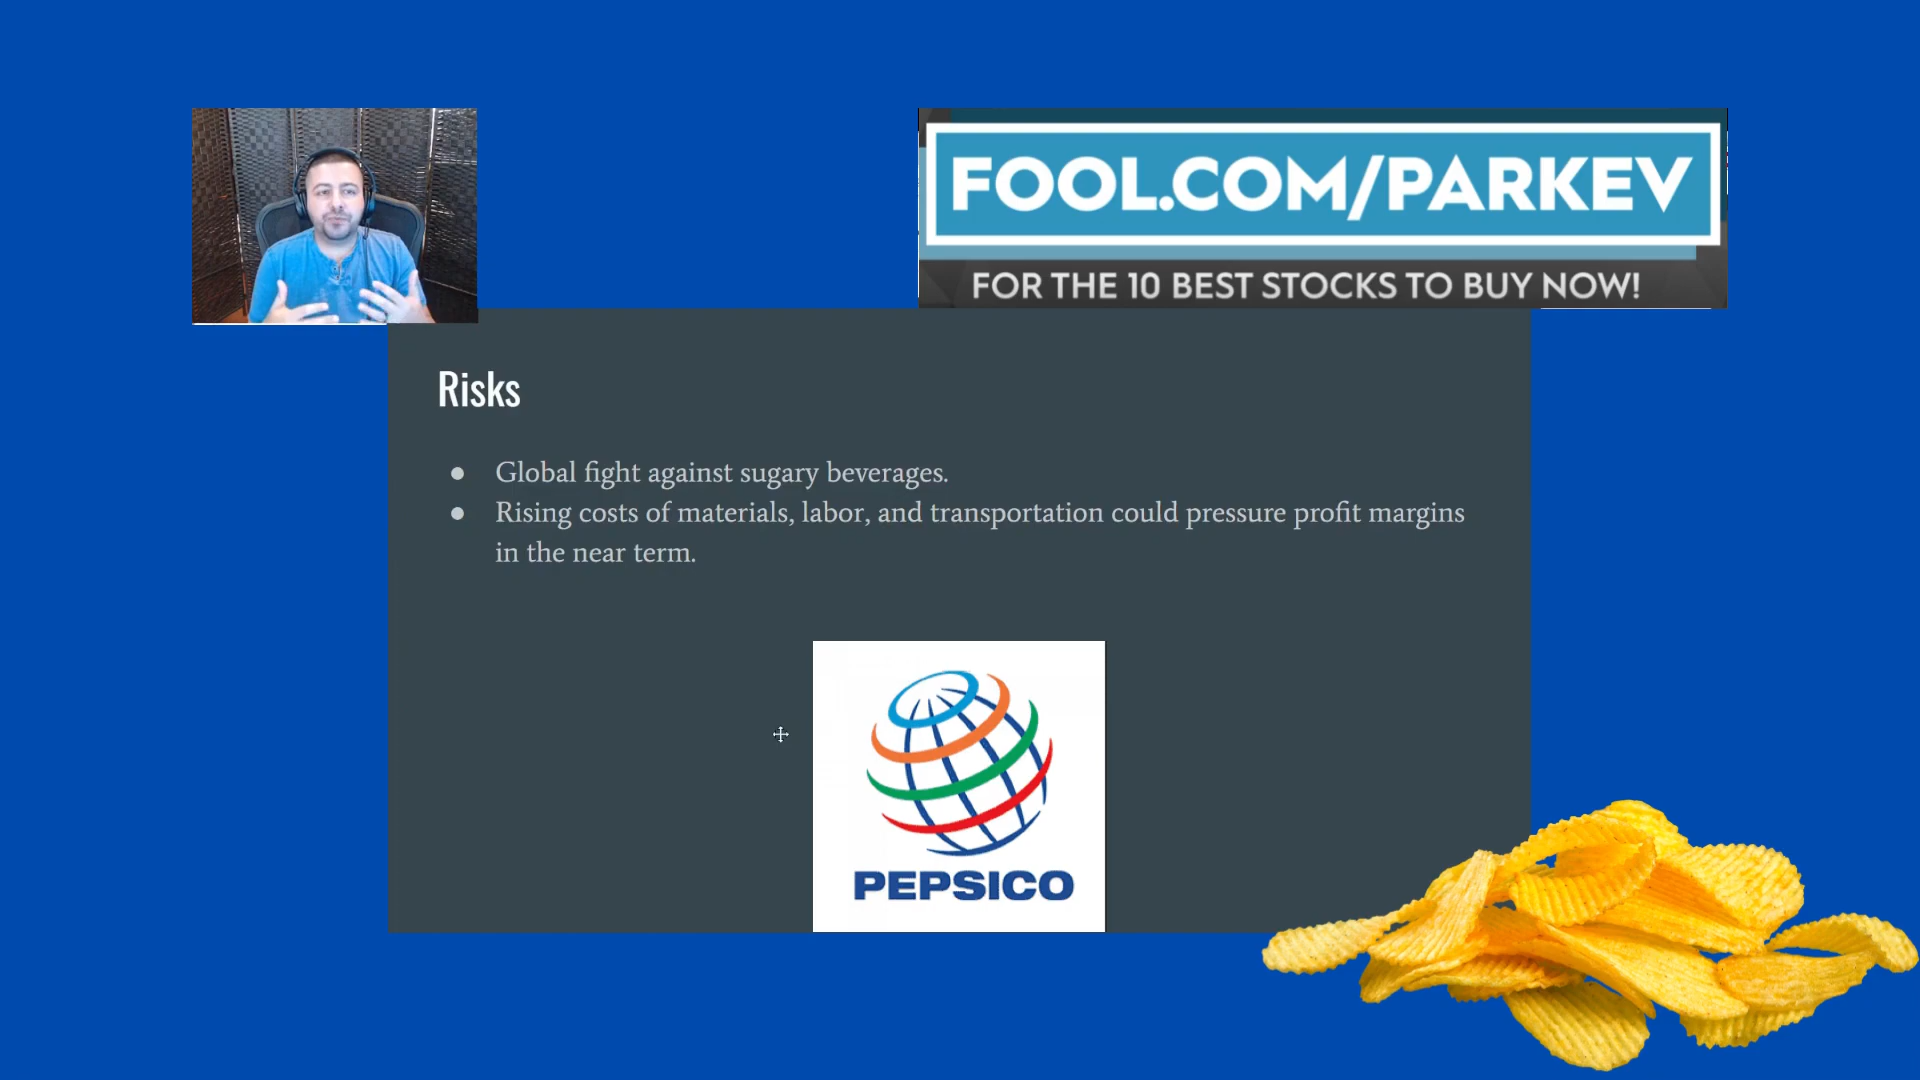 FOOL.COM/PARKEV
FOR THE 10 BEST STOCKS TO BUY NOW!
Risks
● Global fight against sugary beverages.
● Rising costs of materials, labor, and transportation could pressure profit margins
in the near term.
PEPSICO